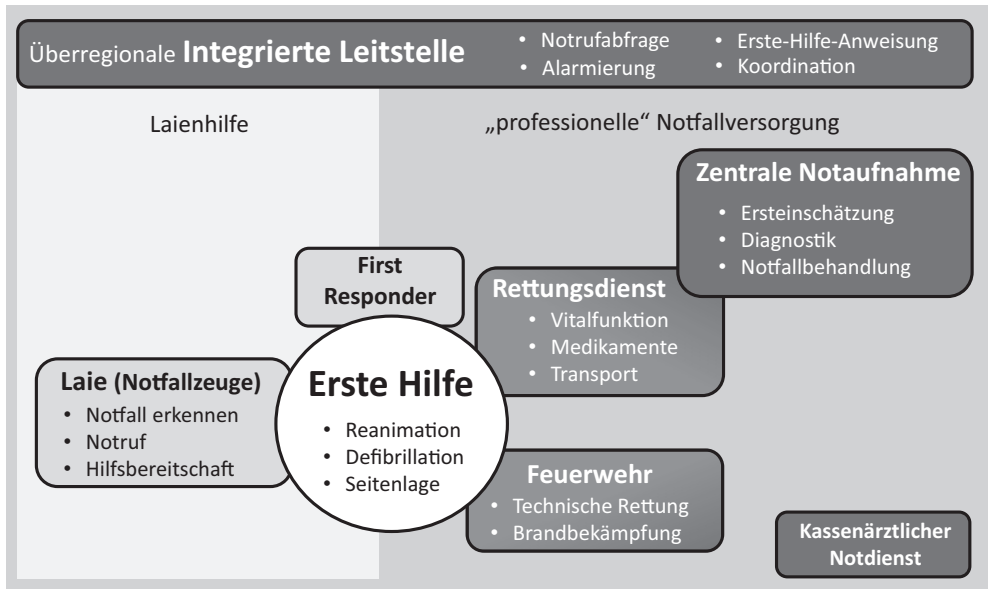 Überregionale Integrierte Leitstelle
• Notrufabfrage
• Alarmierung
• Erste-Hilfe-Anweisung
• Koordination
Laienhilfe
„professionelle“ Notfallversorgung
Zentrale Notaufnahme
• Ersteinschätzung
• Diagnostik
• Notfallbehandlung
First
Responder
Rettungsdienst
• Vitalfunktion
• Medikamente
• Transport
Laie (Notfallzeuge)
• Notfall erkennen
• Notruf
• Hilfsbereitschaft
Erste Hilfe
• Reanimation
• Defibrillation
• Seitenlage
Feuerwehr
• Technische Rettung
• Brandbekämpfung
Kassenärztlicher
Notdienst